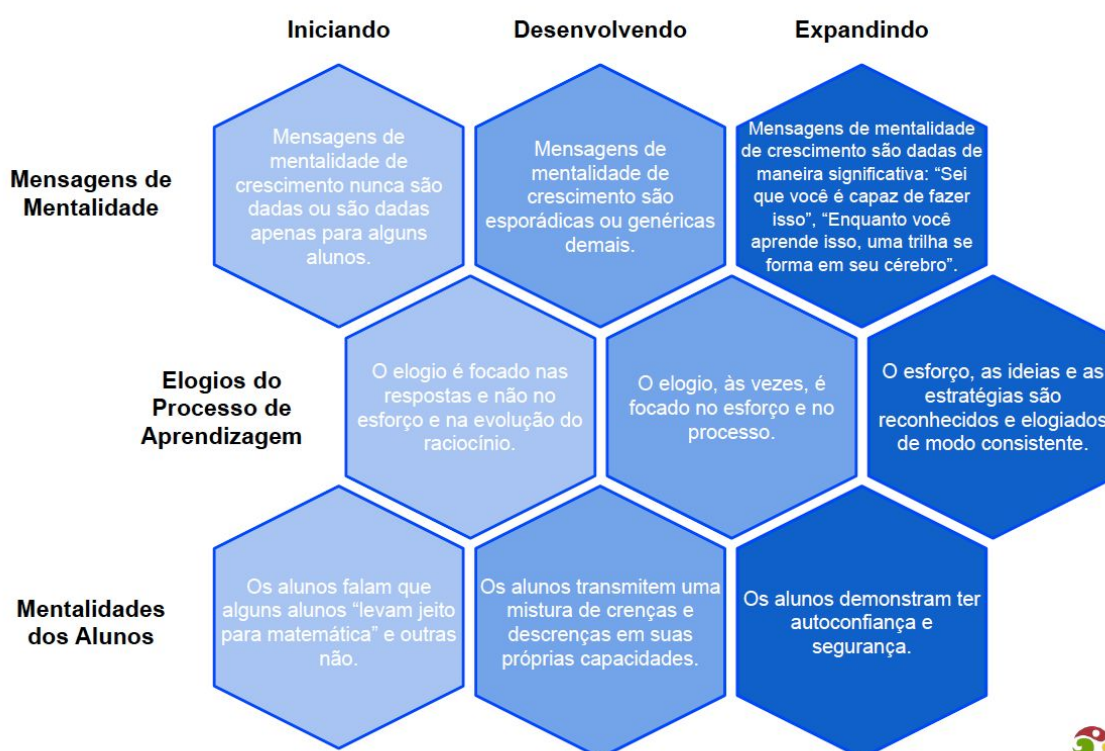 Iniciando
Desenvolvendo
Expandindo
Mensagens de
Mentalidade
Mensagens de
mentalidade de
crescimento nunca são
dadas ou são dadas
apenas para alguns
alunos.
Mensagens de
mentalidade de
crescimento são
esporádicas ou genéricas
demais.
Mensagens de mentalidade
de crescimento são dadas de
maneira significativa: “Sei
que você é capaz de fazer
isso”, “Enquanto você
aprende isso, uma trilha se
forma em seu cérebro”.
Elogios do
Processo de
Aprendizagem
O elogio é focado nas
respostas e não no
esforço e na evolução do
raciocínio.
O elogio, às vezes, é
focado no esforço e no
processo.
O esforço, as ideias e as
estratégias são
reconhecidos e elogiados
de modo consistente.
Mentalidades
dos Alunos
Os alunos falam que
alguns alunos “levam jeito
para matemática” e outras
não.
Os alunos transmitem uma
mistura de crenças e
descrenças em suas
próprias capacidades.
Os alunos demonstram ter
autoconfiança e
segurança.